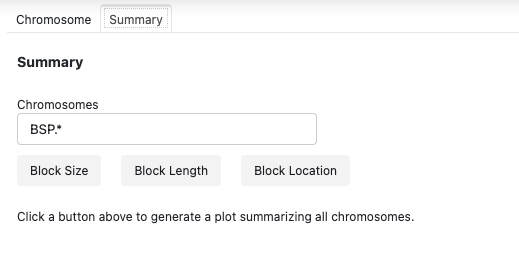 Chromosome Summary
Summary
Chromosomes
BSP.*
Block Size Block Length Block Location
Click a button above to generate a plot summarizing all chromosomes.